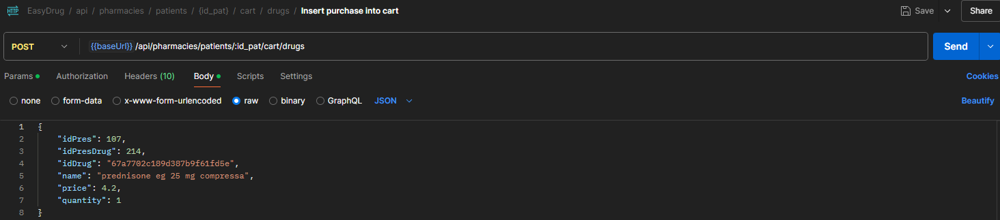 HTTP EasyDrug / api / pharmacies / patients / {id_pat} / cart / drugs / Insert purchase into cart Save Share
POST {{baseUrl}} /api/pharmacies/patients/:id_pat/cart/drugs Send
Params Authorization Headers (10) Body Scripts Settings Cookies
none form-data x-www-form-urlencoded raw binary GraphQL JSON Beautify
1 {
2 "idPres": 107,
3 "idPresDrug": 214,
4 "idDrug": "67a7702c189d387b9f61fd5e",
5 "name": "prednisone eg 25 mg compressa",
6 "price": 4.2,
7 "quantity": 1
8 }